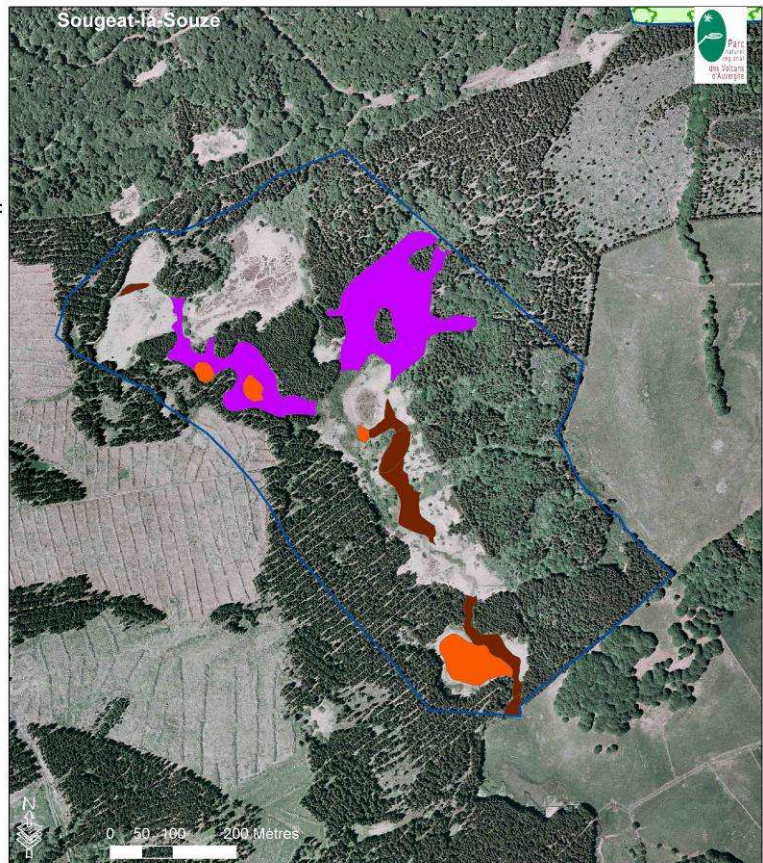 Sougeat-la-Souze
Parc
naturel
régional
des Volcans
d'Auvergne
:
N
0 50 100 200 Mètres